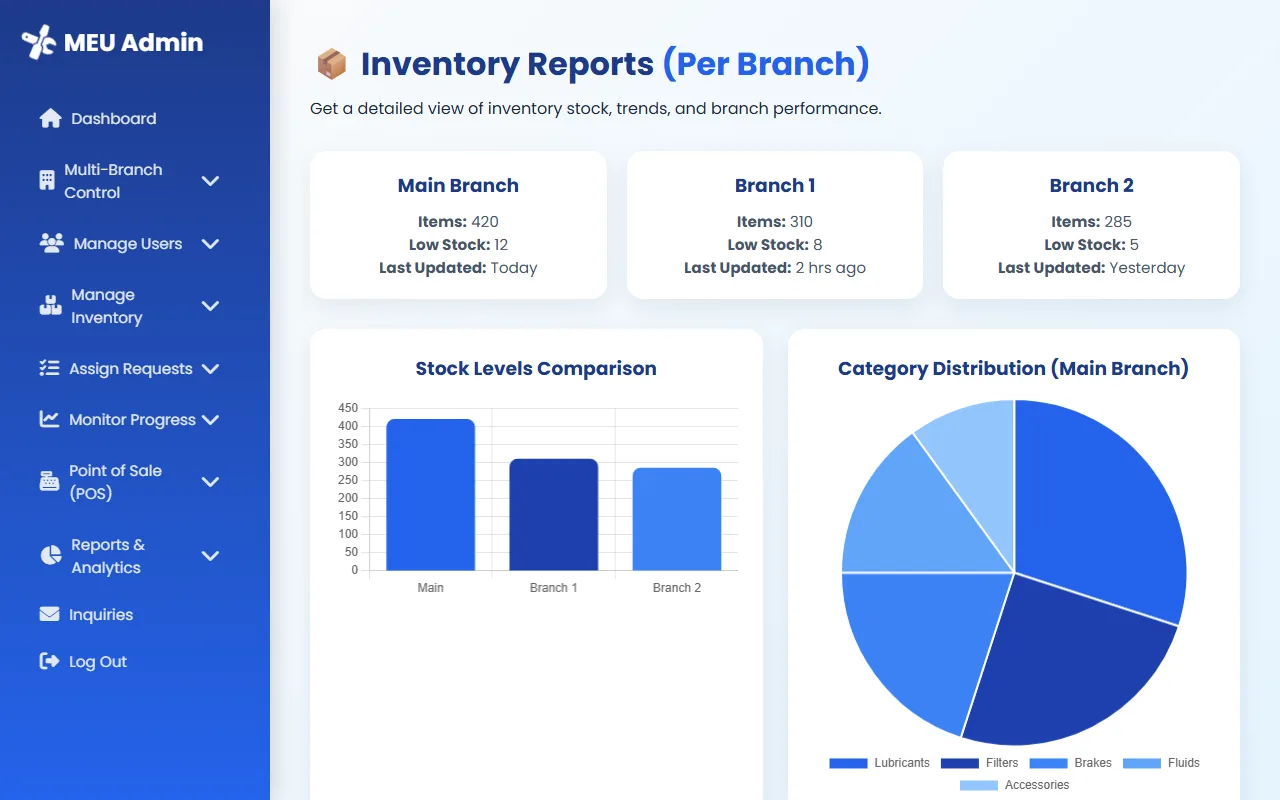 MEU Admin
Dashboard
Multi-Branch
Control
Manage Users
Manage
Inventory
Assign Requests
Monitor Progress
Point of Sale
(POS)
Reports &
Analytics
Inquiries
Log Out
Inventory Reports (Per Branch)
Get a detailed view of inventory stock, trends, and branch performance.
Main Branch
Items: 420
Low Stock: 12
Last Updated: Today
Branch 1
Items: 310
Low Stock: 8
Last Updated: 2 hrs ago
Branch 2
Items: 285
Low Stock: 5
Last Updated: Yesterday
Stock Levels Comparison
450
400
350
300
250
200
150
100
50
0
Main Branch 1 Branch 2
Category Distribution (Main Branch)
Lubricants Filters Brakes Fluids
Accessories